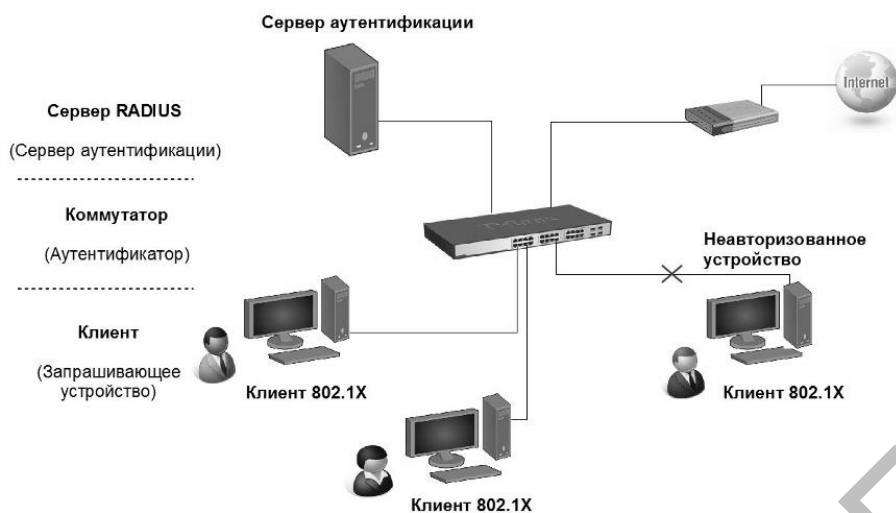 Сервер аутентификации
Internet
Сервер RADIUS
(Сервер аутентификации)
Коммутатор
(Аутентификатор)
D-Link
Неавторизованное
устройство
Клиент
(Запрашивающее
устройство)
Клиент 802.1X
Клиент 802.1X
Клиент 802.1X